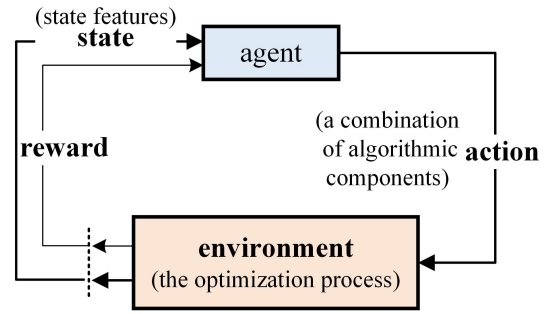 (state features)
state
agent
reward
(a combination
of algorithmic
components)
action
environment
(the optimization process)